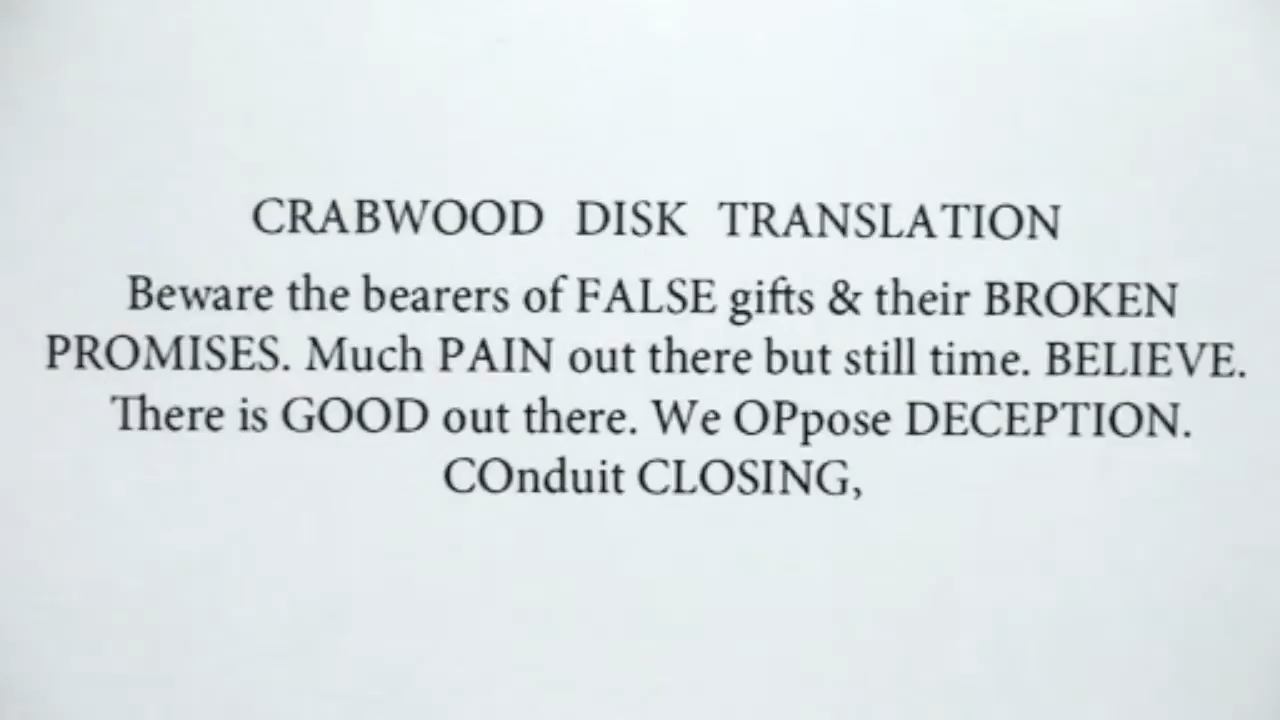 CRABWOOD DISK TRANSLATION
Beware the bearers of FALSE gifts & their BROKEN
PROMISES. Much PAIN out there but still time. BELIEVE.
There is GOOD out there. We OPpose DECEPTION.
COnduit CLOSING,